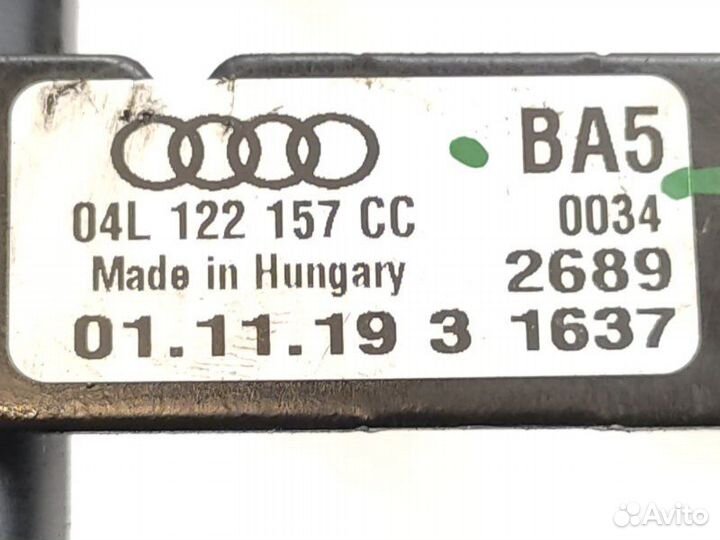 BA5
04L 122 157 CC 0034
Made in Hungary 2689
01.11.19 3 1637
Avito